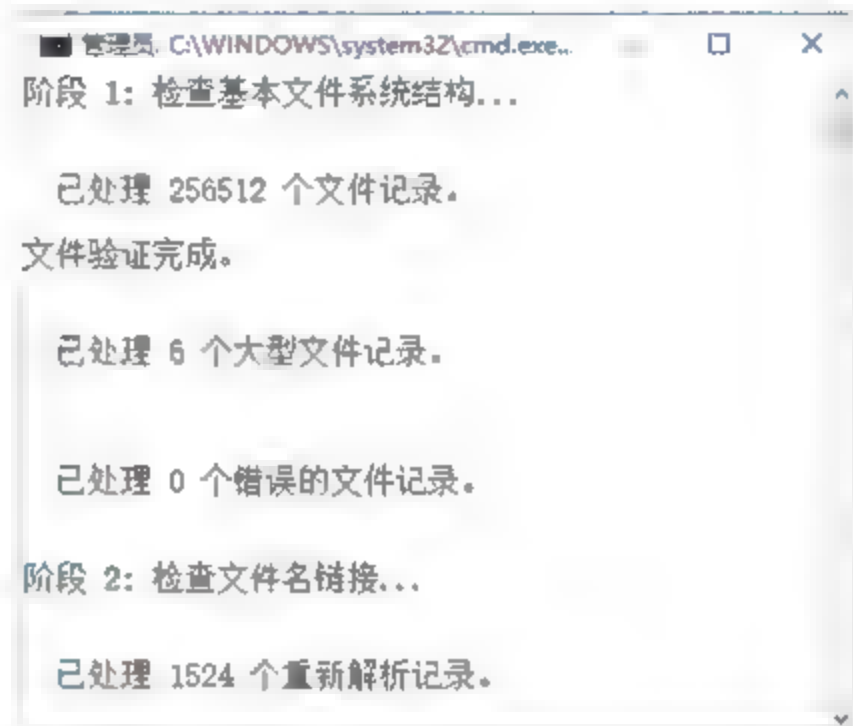 管理员: C:\WINDOWS\system32\cmd.exe...
阶段 1: 检查基本文件系统结构...
已处理 256512 个文件记录。
文件验证完成。
已处理 6 个大型文件记录。
已处理 0 个错误的文件记录。
阶段 2: 检查文件名链接...
已处理 1524 个重新解析记录。